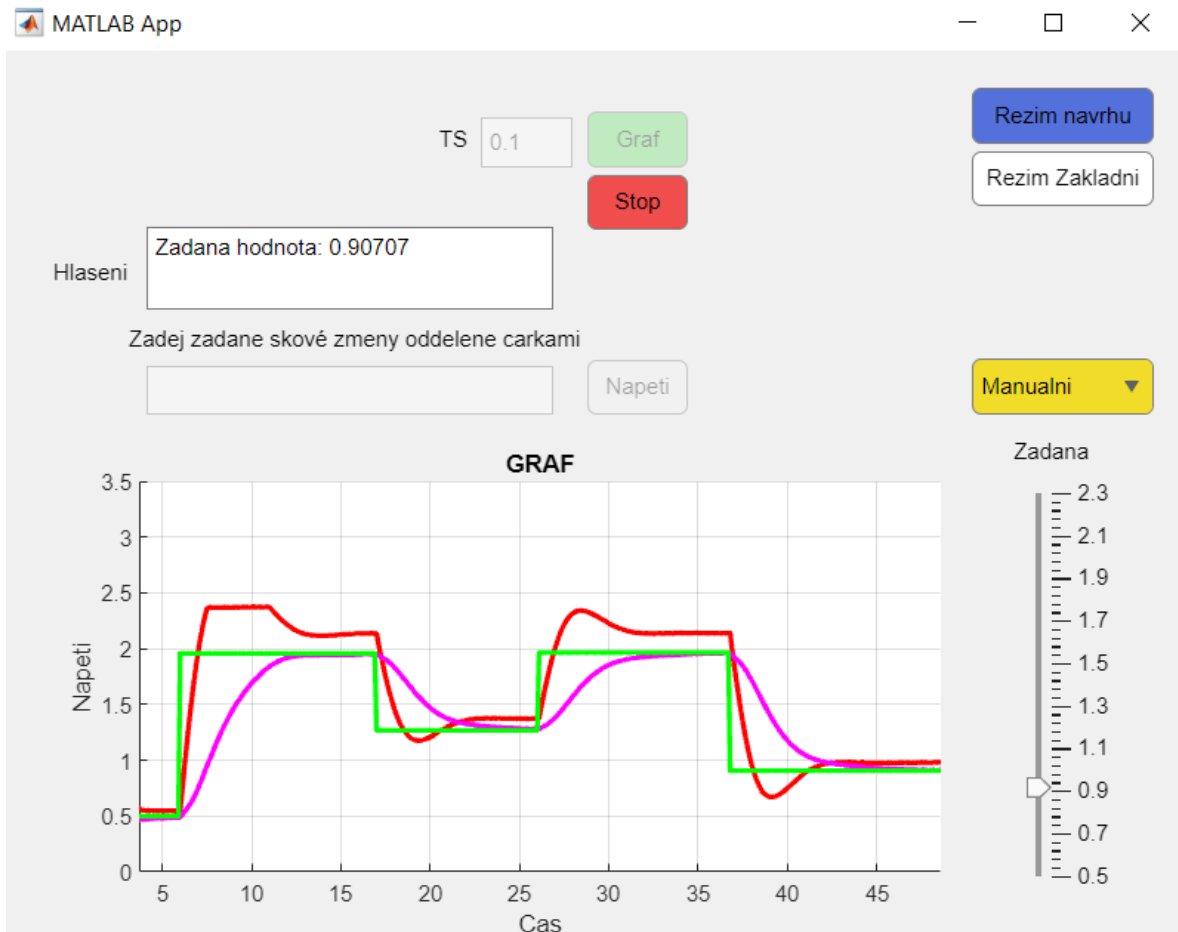 MATLAB App
TS 0.1 Graf
Stop
Rezim navrhu
Rezim Zakladni
Hlaseni
Zadana hodnota: 0.90707
Zadej zadane skové zmeny oddelene carkami
Napeti
Manualni
GRAF
Napeti
3.5
3
2.5
2
1.5
1
0.5
0
5 10 15 20 25 30 35 40 45
Cas
Zadana
2.3
2.1
1.9
1.7
1.5
1.3
1.1
0.9
0.7
0.5